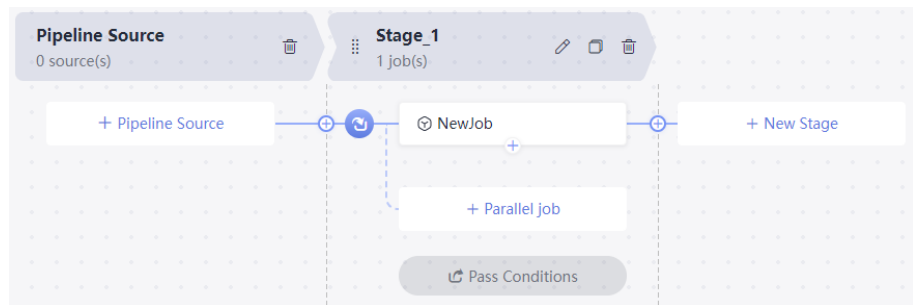 Pipeline Source
0 source(s)
Stage_1
1 job(s)
+ Pipeline Source
NewJob
+ New Stage
+ Parallel job
Pass Conditions